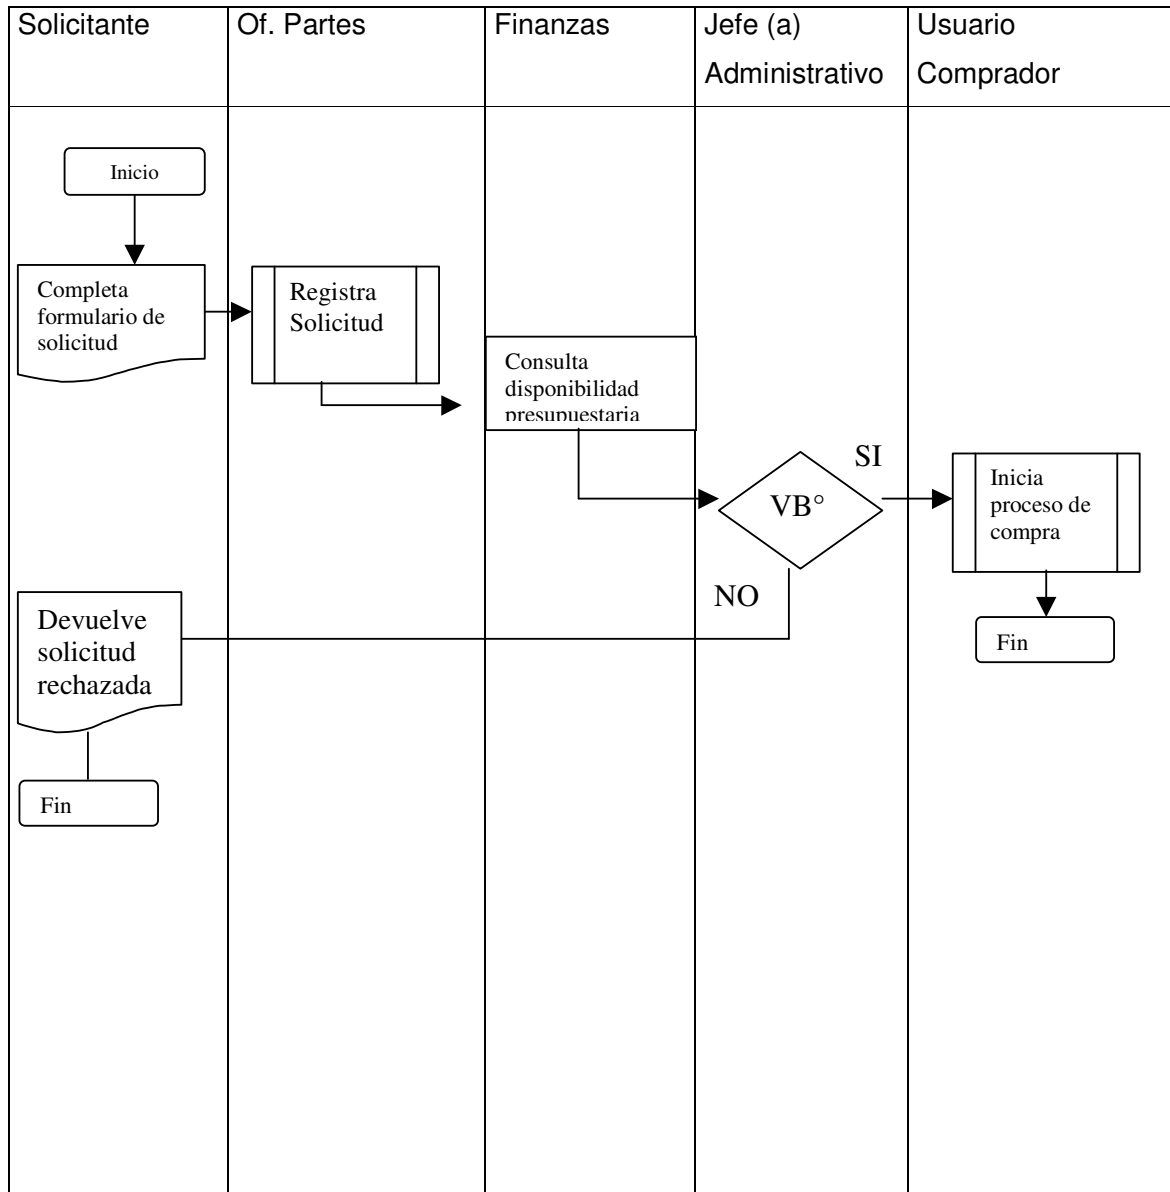 Solicitante
Of. Partes
Finanzas
Jefe (a)
Administrativo
Usuario
Comprador
Inicio
Completa
formulario de
solicitud
Registra
Solicitud
Consulta
disponibilidad
presupuestaria
VB°
SI
NO
Inicia
proceso de
compra
Fin
Devuelve
solicitud
rechazada
Fin